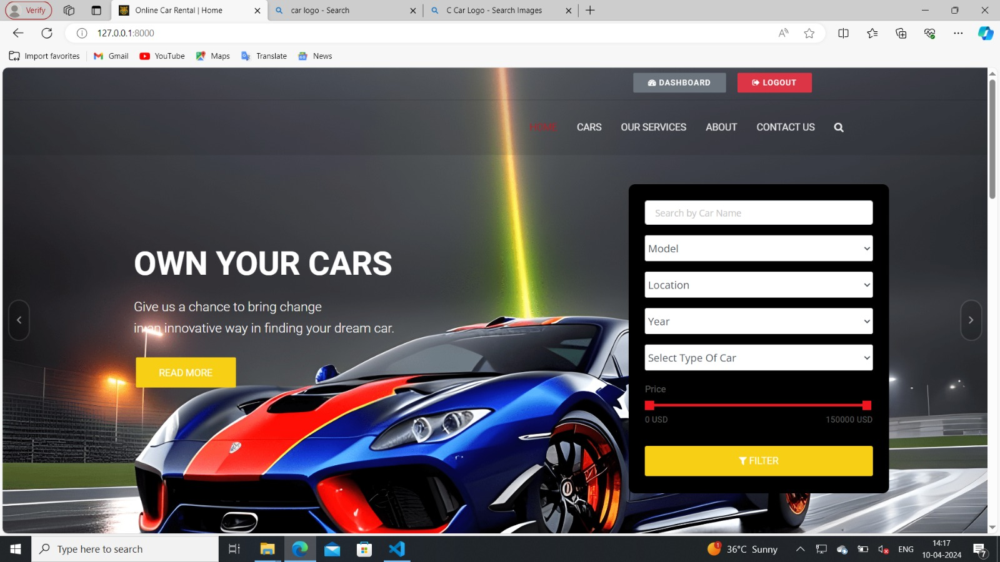 Verify
Online Car Rental | Home
car logo - Search
C Car Logo - Search Images
127.0.0.1:8000
Import favorites
Gmail
YouTube
Maps
Translate
News
DASHBOARD
LOGOUT
HOME
CARS
OUR SERVICES
ABOUT
CONTACT US
Search by Car Name
Model
Location
Year
Select Type Of Car
Price
0 USD
150000 USD
FILTER
OWN YOUR CARS
Give us a chance to bring change
in an innovative way in finding your dream car.
READ MORE
Type here to search
1
36°C Sunny
ENG
14:17
10-04-2024
7